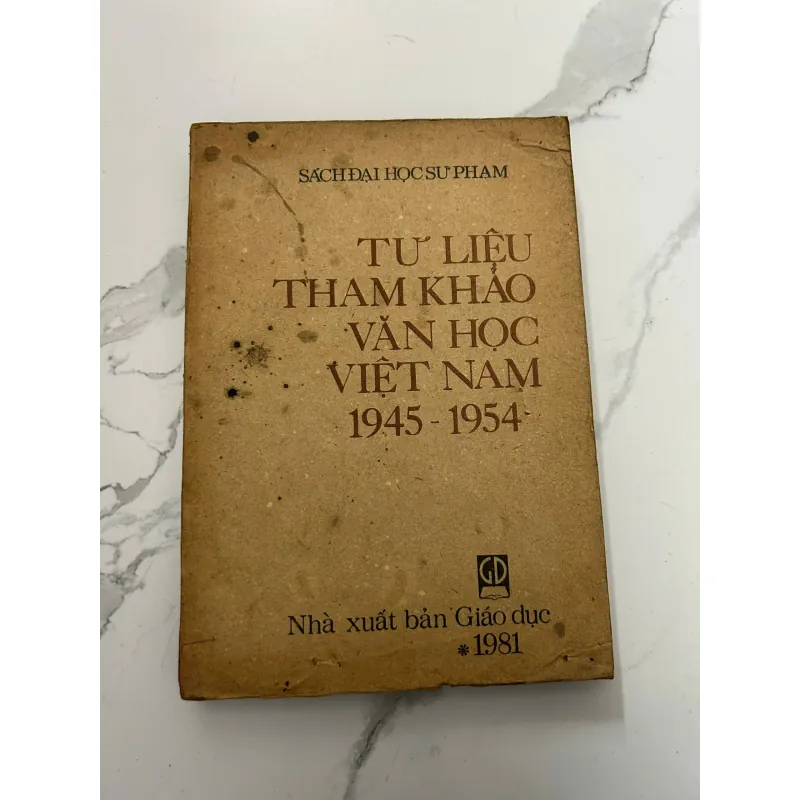 SÁCH ĐẠI HỌC SƯ PHẠM
TƯ LIỆU
THAM KHẢO
VĂN HỌC
VIỆT NAM
1945 - 1954
GD
Nhà xuất bản Giáo dục
* 1981